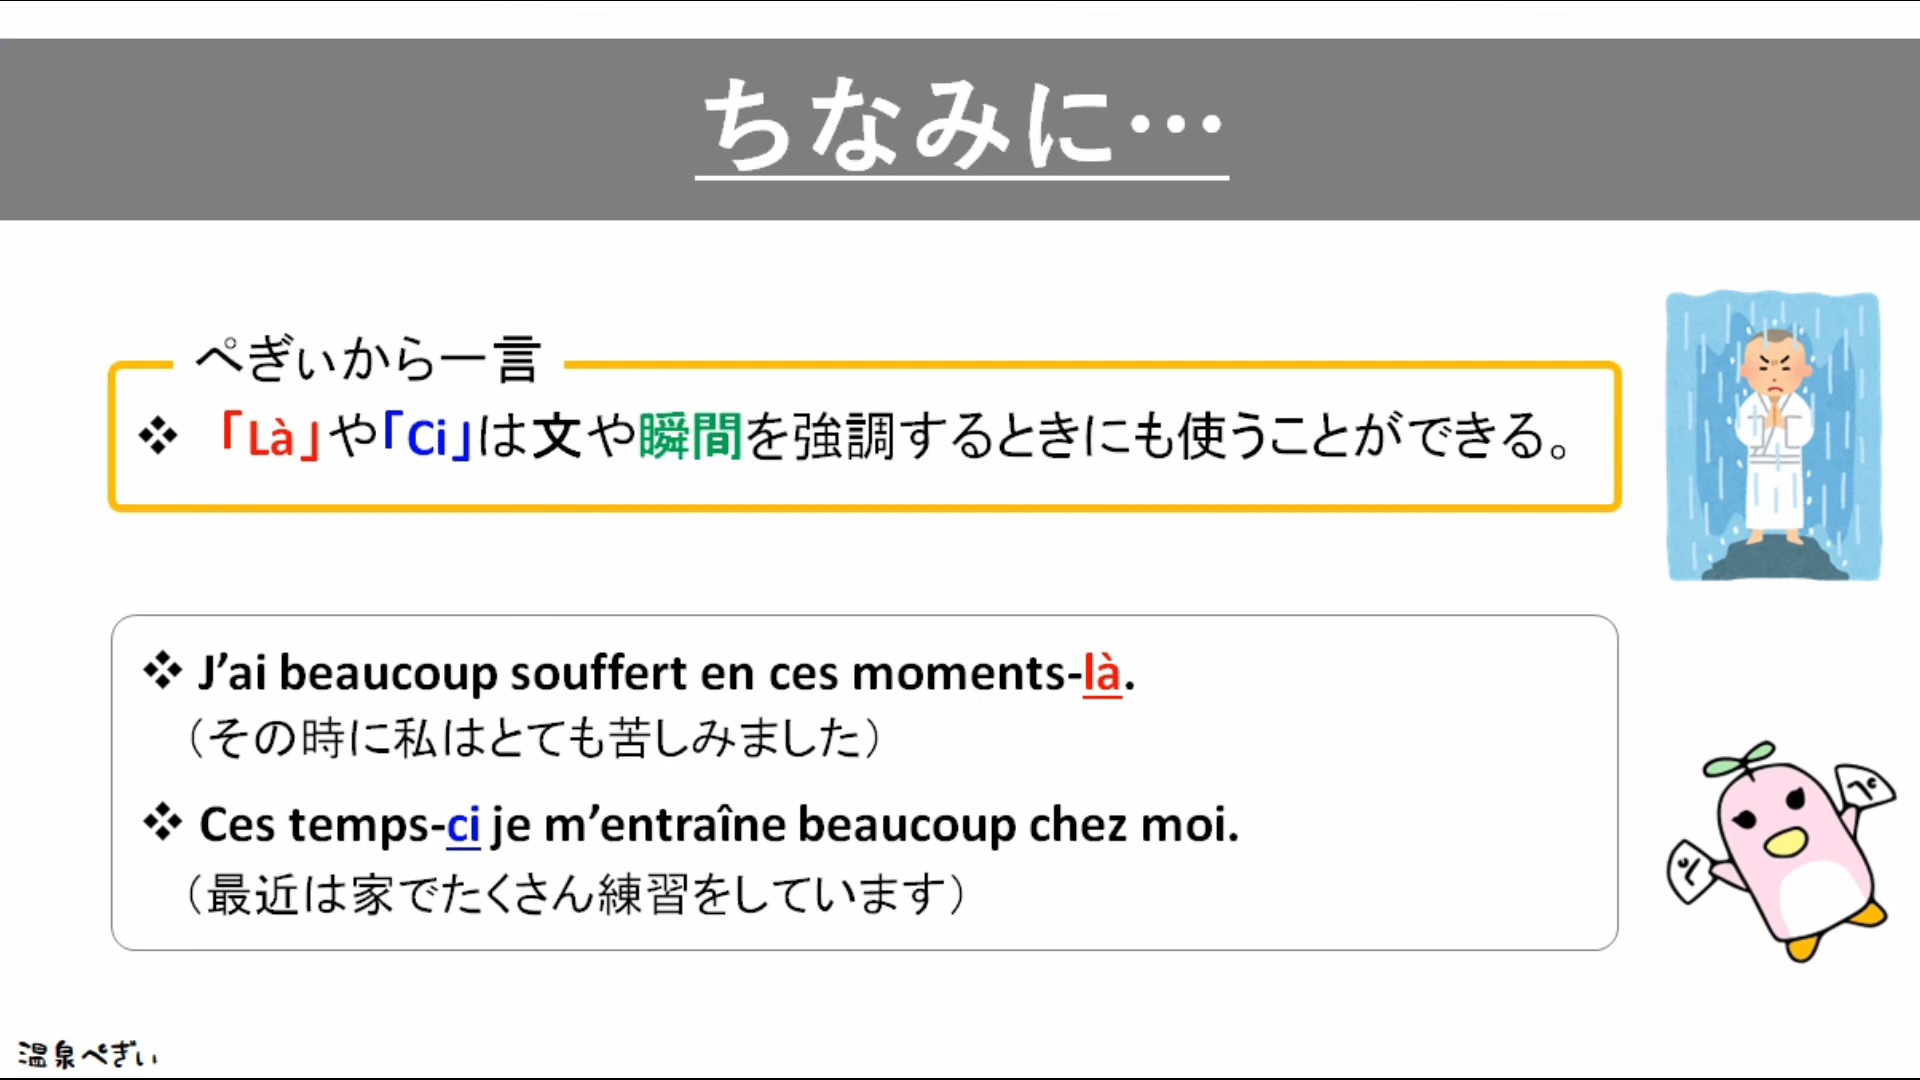 ちなみに…
ぺぎぃから一言
❖ 「Là」や「Ci」は文や瞬間を強調するときにも使うことができる。
❖ J’ai beaucoup souffert en ces moments-là.
（その時に私はとても苦しみました）
❖ Ces temps-ci je m’entraîne beaucoup chez moi.
（最近は家でたくさん練習をしています）
ぺ
ぺ
温泉ぺぎぃ